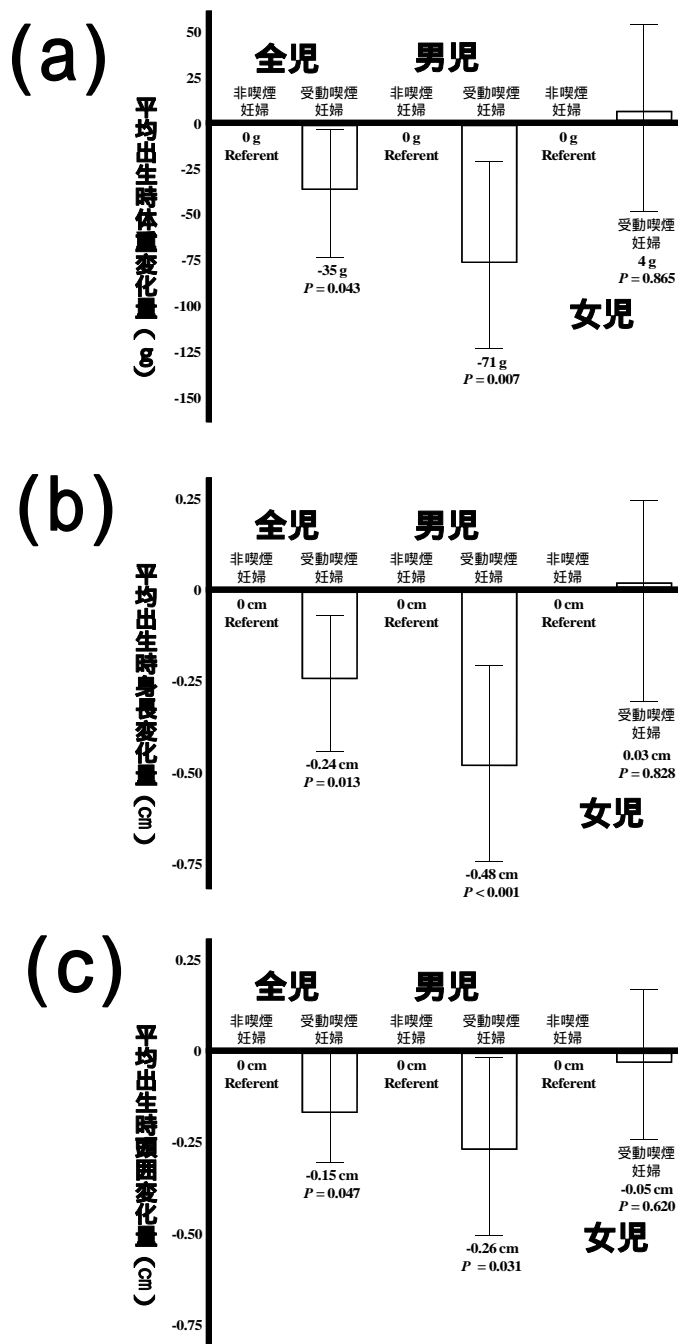 (a)
平均出生時体重変化量(g)
50
25
0
-25
-50
-75
-100
-125
-150
全児
男児
非喫煙
妊婦
受動喫煙
妊婦
非喫煙
妊婦
受動喫煙
妊婦
非喫煙
妊婦
0 g
Referent
0 g
Referent
0 g
Referent
-35 g
P = 0.043
-71 g
P = 0.007
受動喫煙
妊婦
4 g
P = 0.865
女児
(b)
平均出生時身長変化量(cm)
0.25
0
-0.25
-0.50
-0.75
全児
男児
非喫煙
妊婦
受動喫煙
妊婦
非喫煙
妊婦
受動喫煙
妊婦
非喫煙
妊婦
0 cm
Referent
0 cm
Referent
0 cm
Referent
-0.24 cm
P = 0.013
-0.48 cm
P < 0.001
受動喫煙
妊婦
0.03 cm
P = 0.828
女児
(c)
平均出生時頭囲変化量(cm)
0.25
0
-0.25
-0.50
-0.75
全児
男児
非喫煙
妊婦
受動喫煙
妊婦
非喫煙
妊婦
受動喫煙
妊婦
非喫煙
妊婦
0 cm
Referent
0 cm
Referent
0 cm
Referent
-0.15 cm
P = 0.047
-0.26 cm
P = 0.031
受動喫煙
妊婦
-0.05 cm
P = 0.620
女児